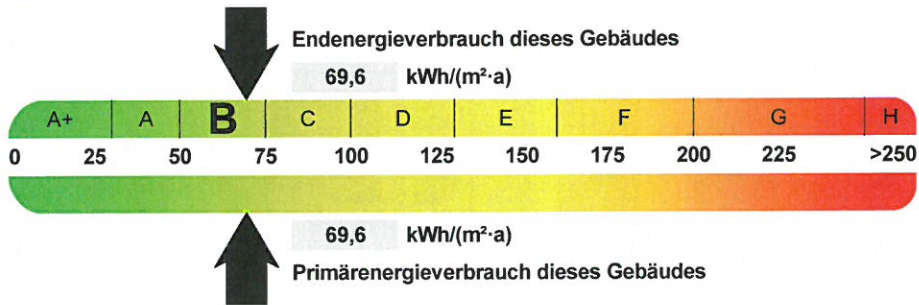 Endenergieverbrauch dieses Gebäudes
69,6 kWh/(m²·a)
A+ A B C D E F G H
0 25 50 75 100 125 150 175 200 225 >250
69,6 kWh/(m²·a)
Primärenergieverbrauch dieses Gebäudes